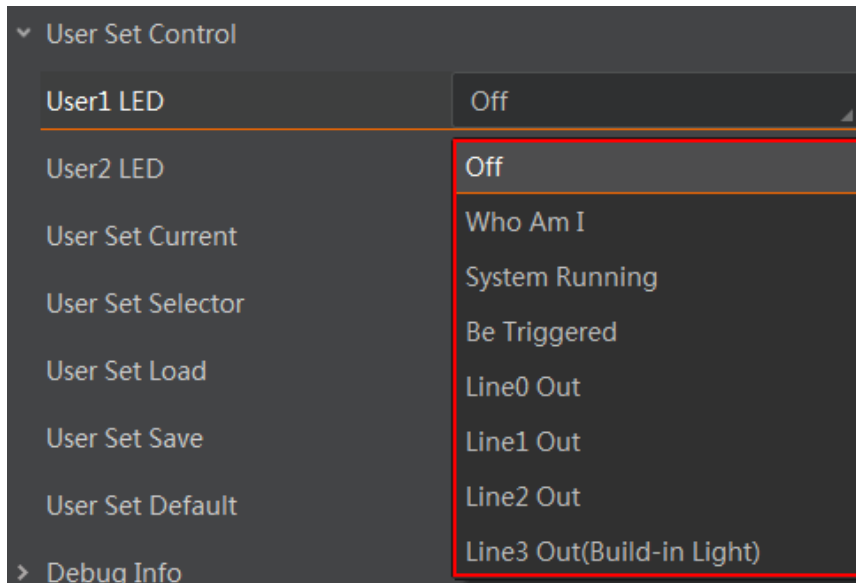 User Set Control
User1 LED Off
User2 LED Off
User Set Current Who Am I
User Set Selector System Running
Be Triggered
User Set Load Line0 Out
User Set Save Line1 Out
User Set Default Line2 Out
Debug Info Line3 Out(Build-in Light)